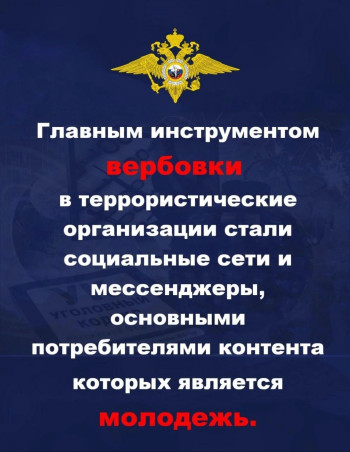 Главным инструментом
вербовки
в террористические
организации стали
социальные сети и
мессенджеры,
основными
потребителями контента
которых является
молодежь.